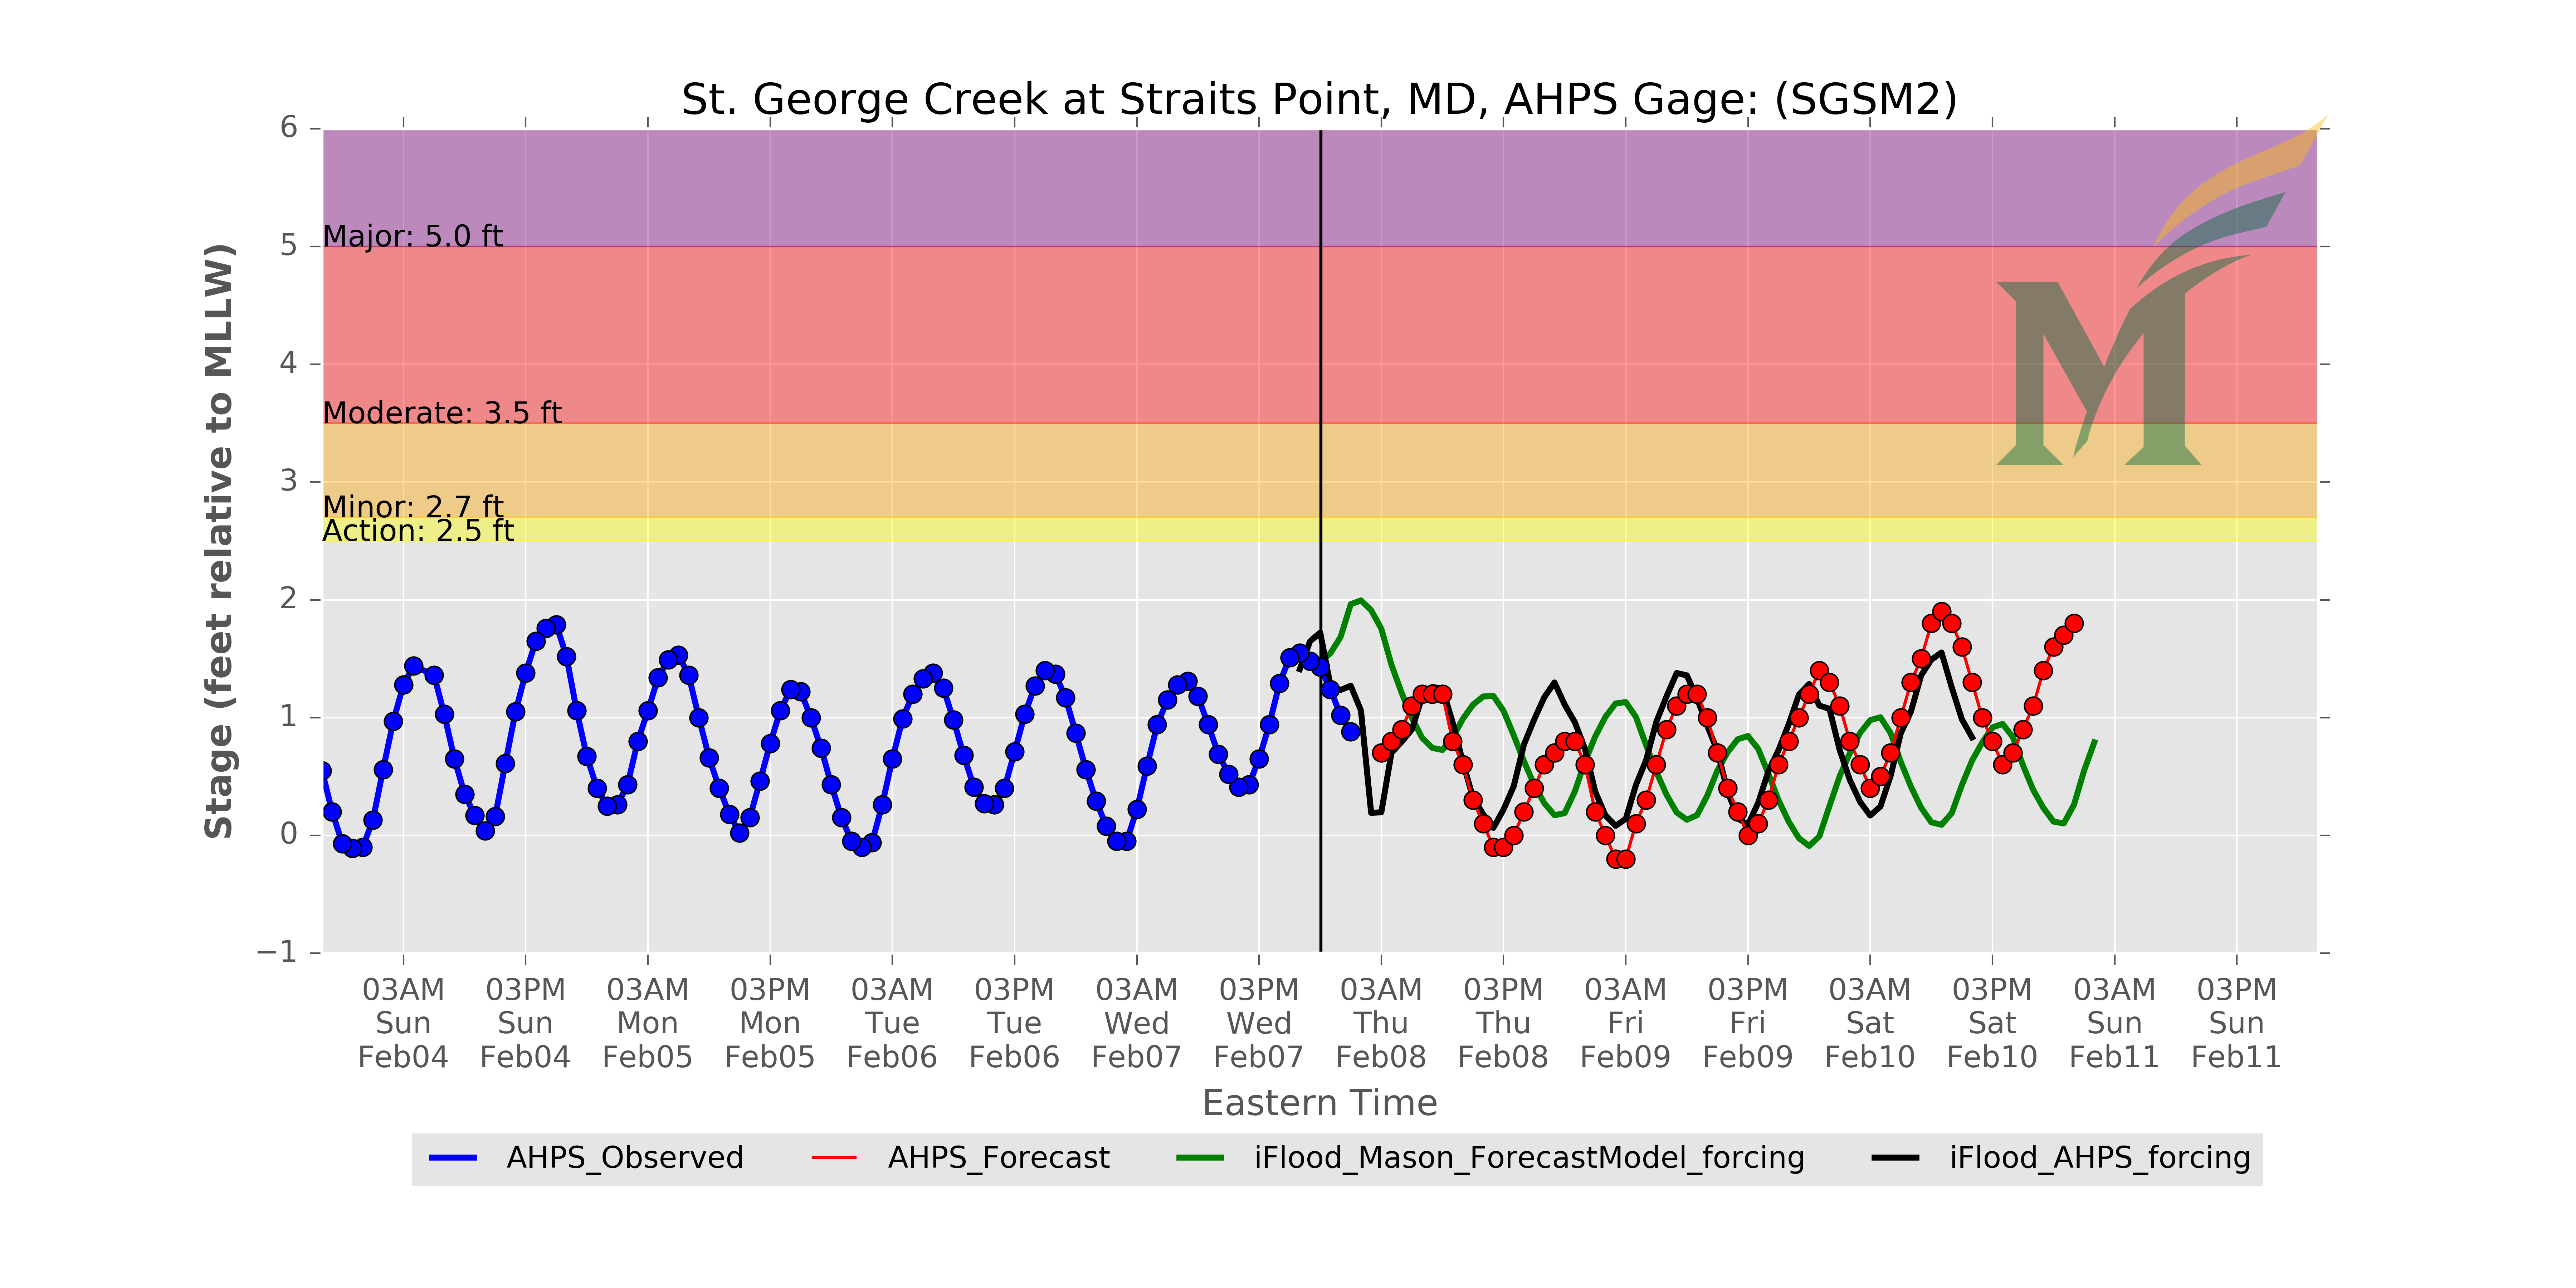 St. George Creek at Straits Point, MD, AHPS Gage: (SGSM2)
Stage (feet relative to MLLW)
6
5
4
3
2
1
0
−1
Major: 5.0 ft
Moderate: 3.5 ft
Minor: 2.7 ft
Action: 2.5 ft
M
03AM 03PM 03AM 03PM 03AM 03PM 03AM 03PM 03AM 03PM 03AM 03PM 03AM 03PM 03AM 03PM
Sun Sun Mon Mon Tue Tue Wed Wed Thu Thu Fri Fri Sat Sat Sun Sun
Feb04 Feb04 Feb05 Feb05 Feb06 Feb06 Feb07 Feb07 Feb08 Feb08 Feb09 Feb09 Feb10 Feb10 Feb11 Feb11
Eastern Time
AHPS_Observed AHPS_Forecast iFlood_Mason_ForecastModel_forcing iFlood_AHPS_forcing